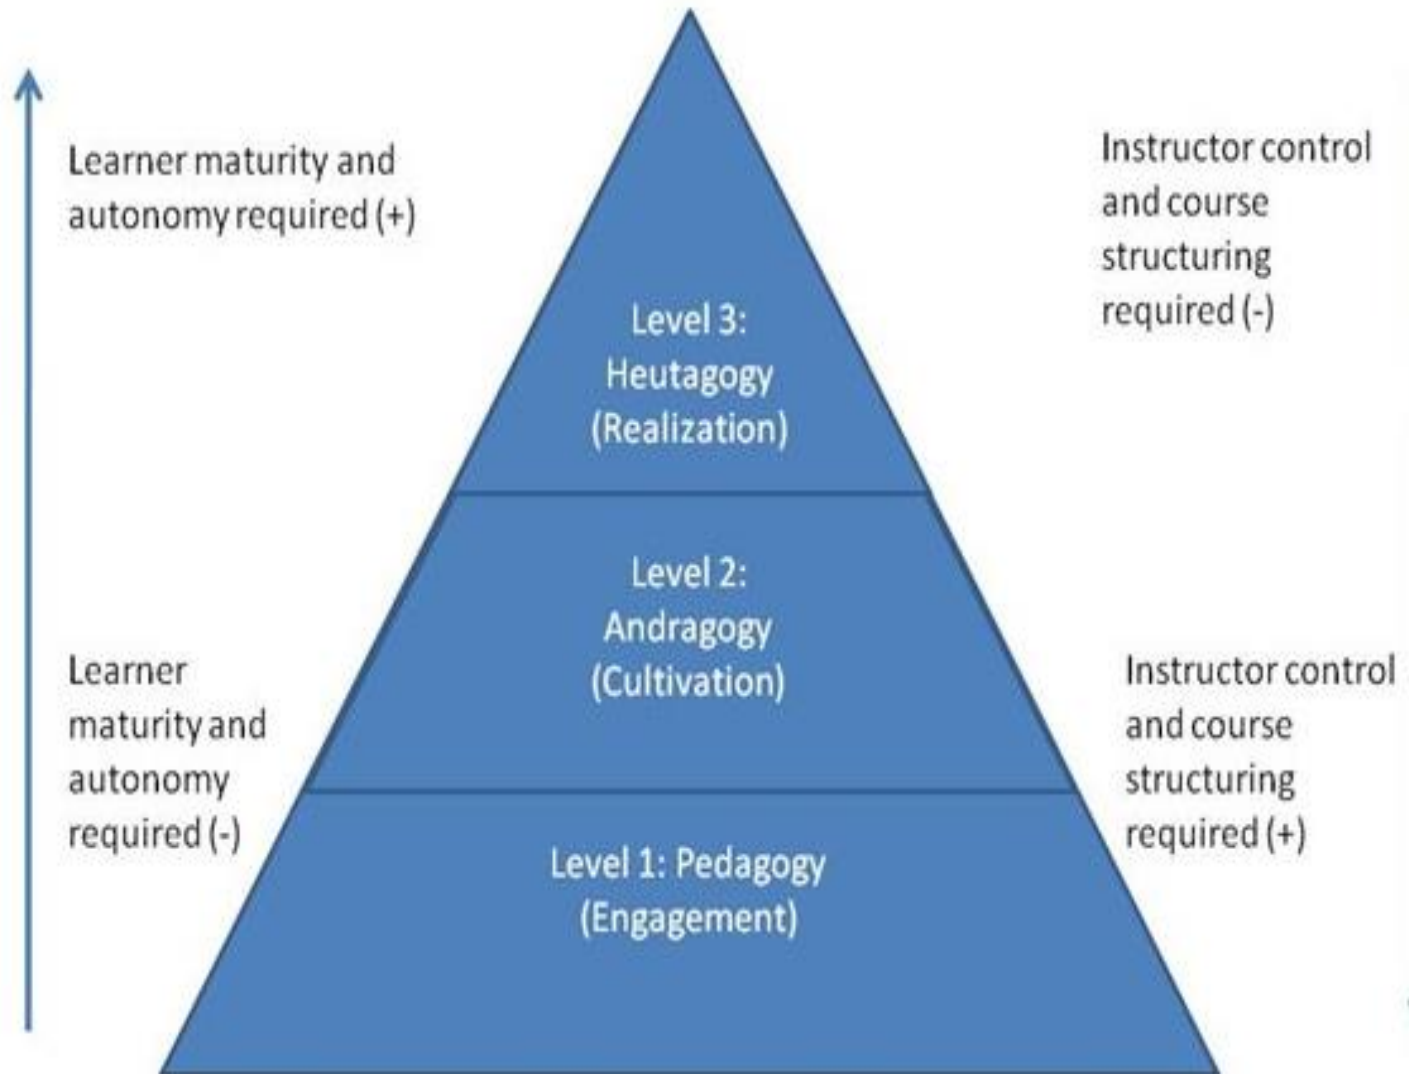 Learner maturity and
autonomy required (+)
Instructor control
and course
structuring
required (-)
Level 3:
Heutagogy
(Realization)
Level 2:
Andragogy
(Cultivation)
Learner
maturity and
autonomy
required (-)
Instructor control
and course
structuring
required (+)
Level 1: Pedagogy
(Engagement)